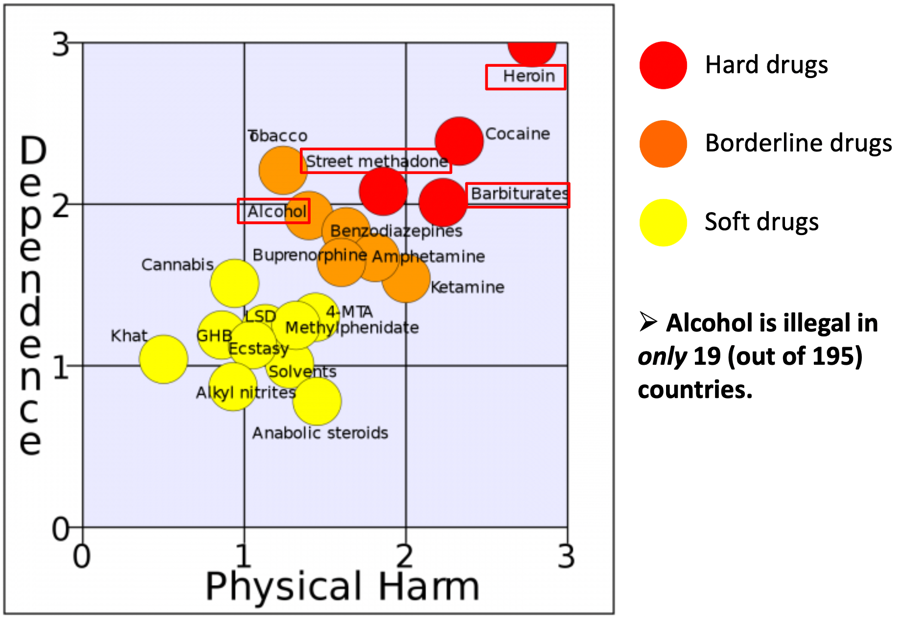 3
Heroin
Cocaine
Tobacco
Street methadone
Barbiturates
2
Alcohol
Benzodiazepines
Buprenorphine
Amphetamine
Cannabis
Ketamine
4-MTA
LSD
Methylphenidate
Khat
GHB
Ecstasy
1
Solvents
Alkyl nitrites
Anabolic steroids
0
0 1 2 3
Dependence
Physical Harm
Hard drugs
Borderline drugs
Soft drugs
➢ Alcohol is illegal in
only 19 (out of 195)
countries.